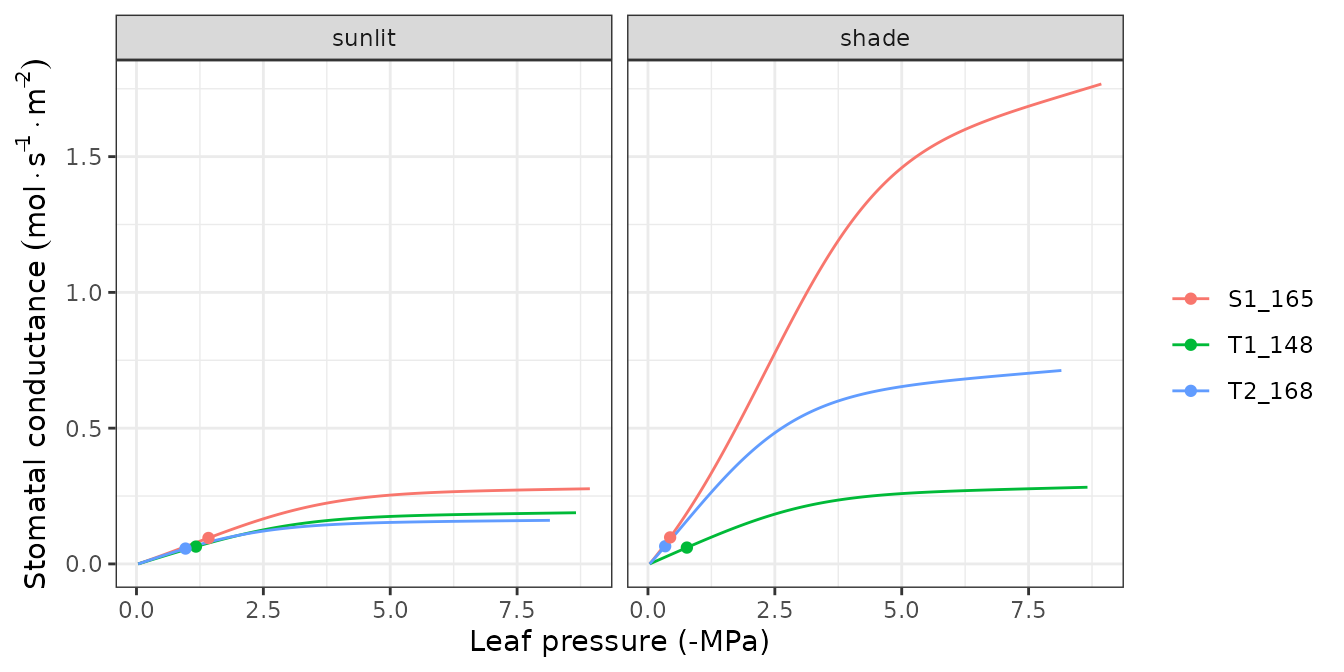 sunlit
shade
Stomatal conductance (mol·s⁻¹·m⁻²)
1.5
1.0
0.5
0.0
0.0 2.5 5.0 7.5
0.0 2.5 5.0 7.5
Leaf pressure (-MPa)
S1_165
T1_148
T2_168